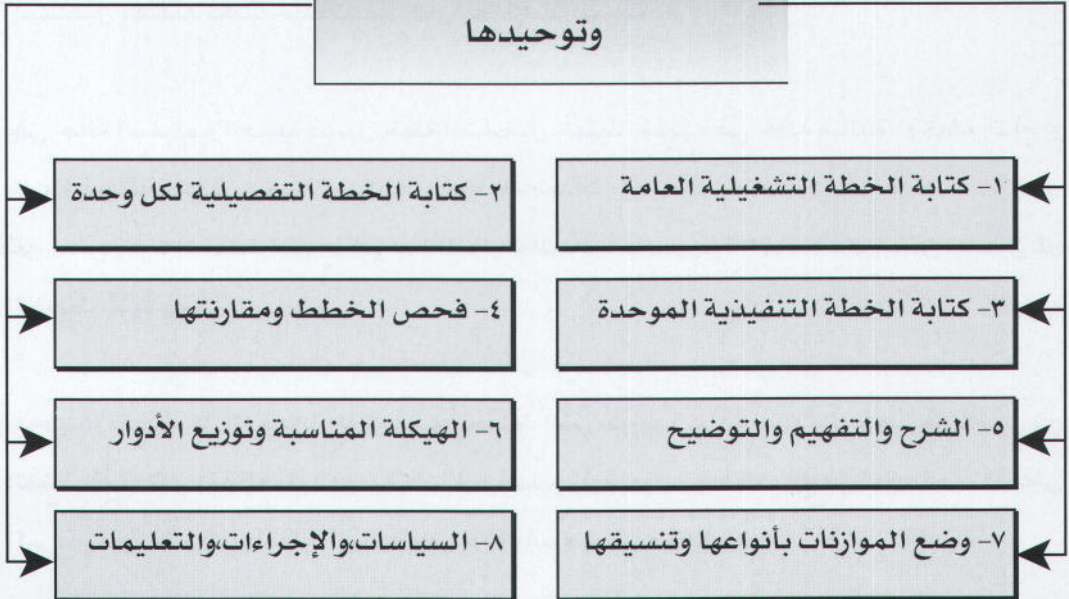 وتوحيدها
١- كتابة الخطة التشغيلية العامة
٢- كتابة الخطة التفصيلية لكل وحدة
٣- كتابة الخطة التنفيذية الموحدة
٤- فحص الخطط ومقارنتها
٥- الشرح والتفهيم والتوضيح
٦- الهيكلة المناسبة وتوزيع الأدوار
٧- وضع الموازنات بأنواعها وتنسيقها
٨- السياسات،والإجراءات،والتعليمات